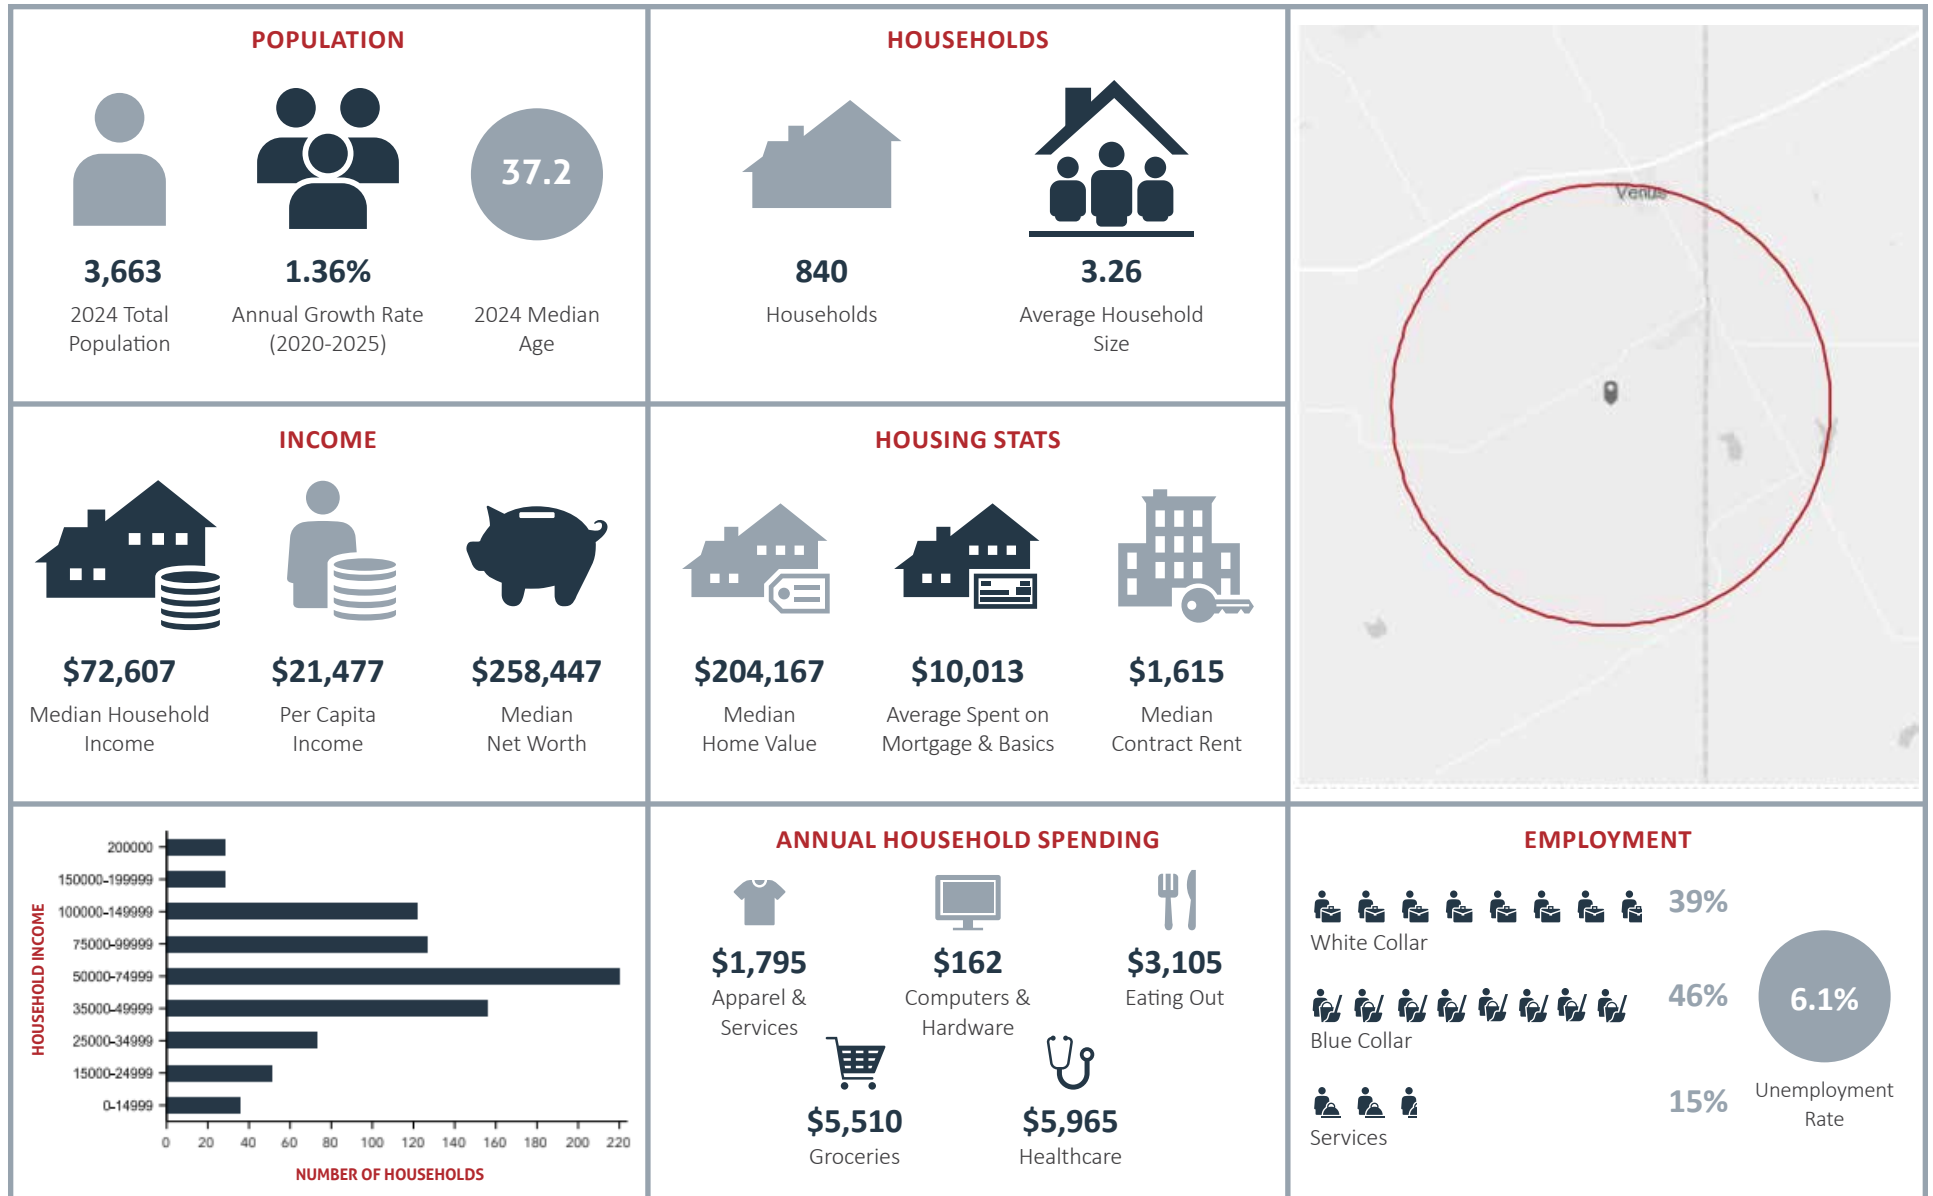 POPULATION
37.2
3,663
1.36%
2024 Total
Population
Annual Growth Rate
(2020-2025)
2024 Median
Age
HOUSEHOLDS
840
3.26
Households
Average Household
Size
Venus
INCOME
$72,607
$21,477
$258,447
Median Household
Income
Per Capita
Income
Median
Net Worth
HOUSING STATS
$204,167
$10,013
$1,615
Median
Home Value
Average Spent on
Mortgage & Basics
Median
Contract Rent
HOUSEHOLD INCOME
200000
150000-199999
100000-149999
75000-99999
50000-74999
35000-49999
25000-34999
15000-24999
0-14999
0 20 40 60 80 100 120 140 160 180 200 220
NUMBER OF HOUSEHOLDS
ANNUAL HOUSEHOLD SPENDING
$1,795
Apparel &
Services
$162
Computers &
Hardware
$3,105
Eating Out
$5,510
Groceries
$5,965
Healthcare
EMPLOYMENT
39%
White Collar
46%
Blue Collar
15%
Services
6.1%
Unemployment
Rate